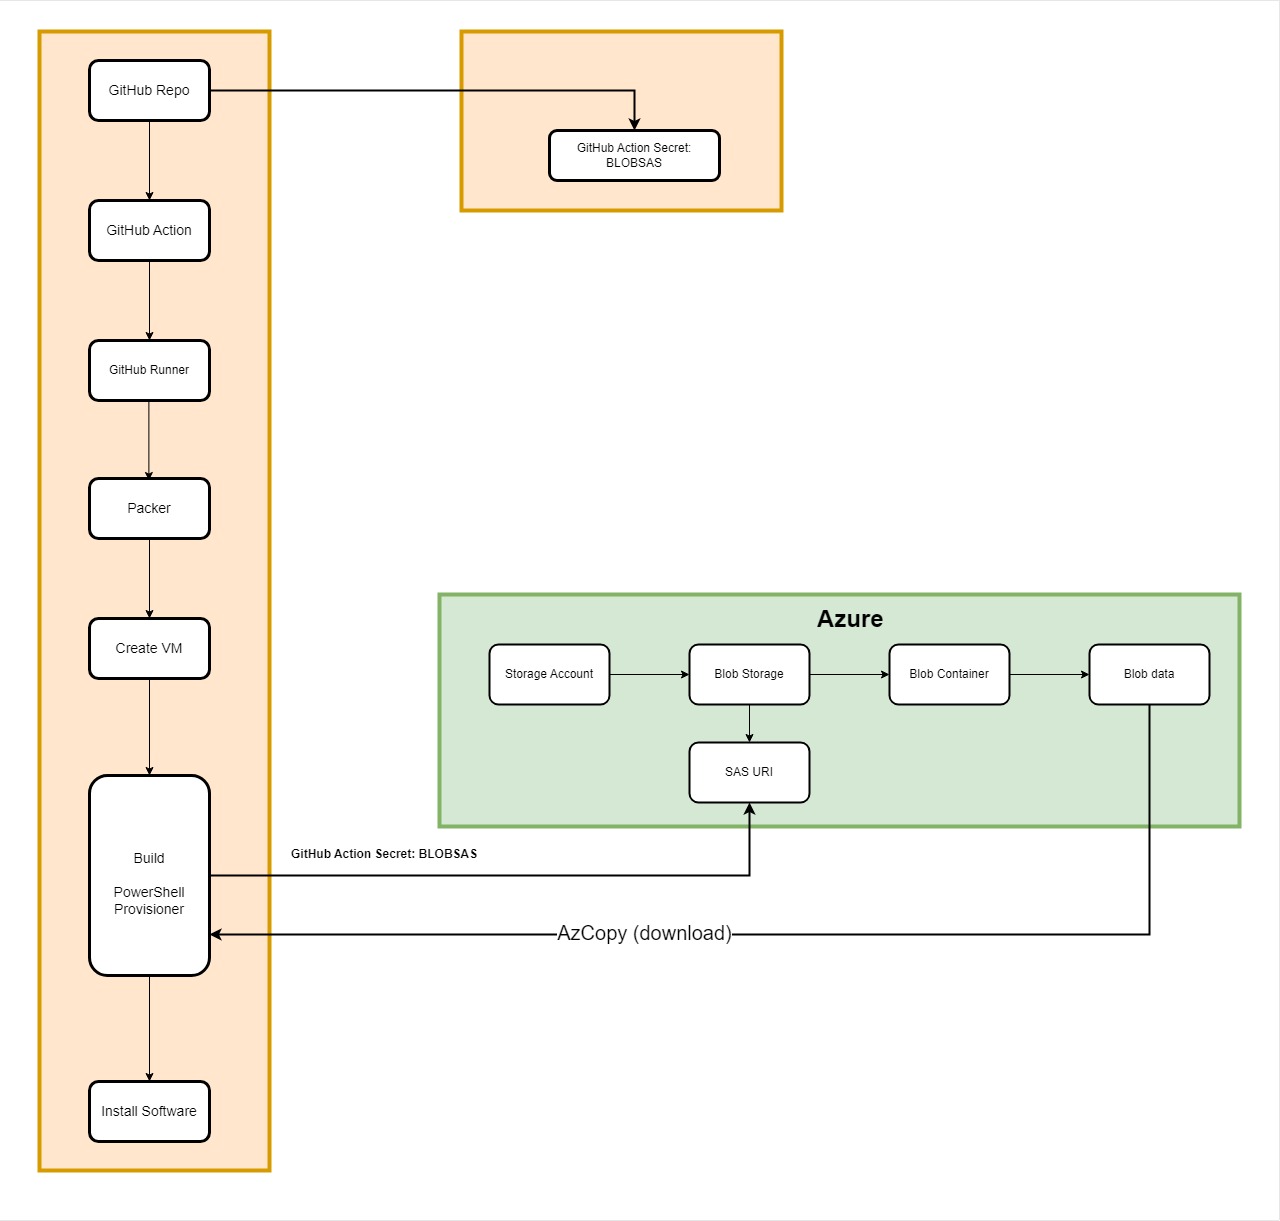 GitHub Repo
GitHub Action Secret:
BLOBSAS
GitHub Action
GitHub Runner
Packer
Create VM
Azure
Storage Account
Blob Storage
Blob Container
Blob data
SAS URI
Build
PowerShell
Provisioner
GitHub Action Secret: BLOBSAS
AzCopy (download)
Install Software